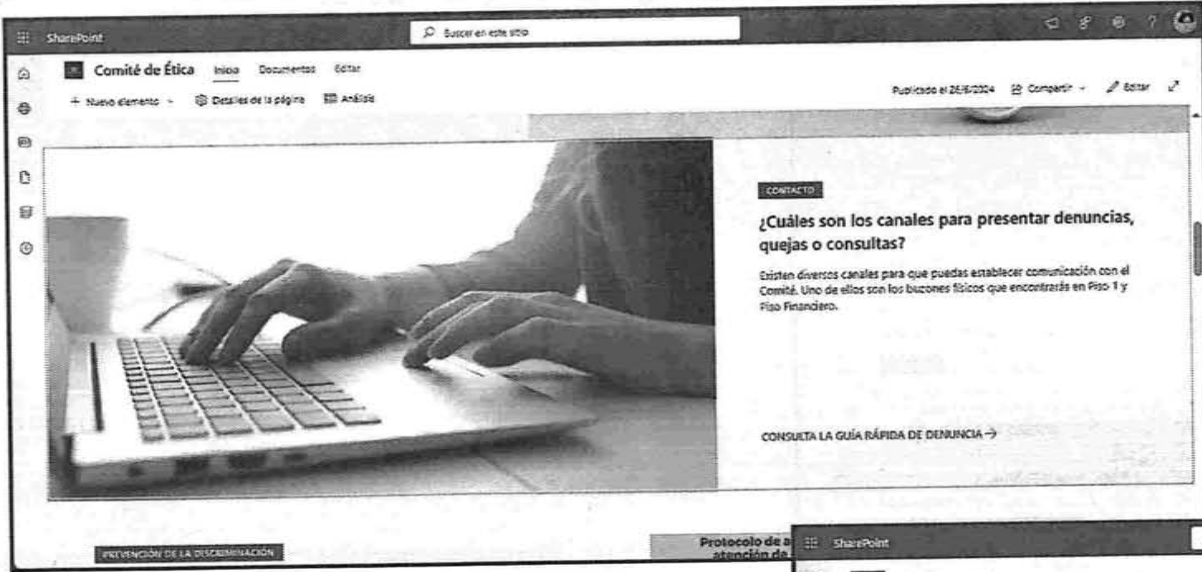 SharePoint
Buscar en este sitio
?
Comité de Ética Inicio Documentos Editar
+ Nuevo elemento Detalles de la página Análisis
Publicado el 26/6/2024 Compartir Editar
CONTACTO
¿Cuáles son los canales para presentar denuncias,
quejas o consultas?
Existen diversos canales para que puedas establecer comunicación con el
Comité. Uno de ellos son los buzones físicos que encontrarás en Piso 1 y
Piso Financiero.
CONSULTA LA GUÍA RÁPIDA DE DENUNCIA →
PREVENCIÓN DE LA DISCRIMINACIÓN
Protocolo de a
atención de
SharePoint